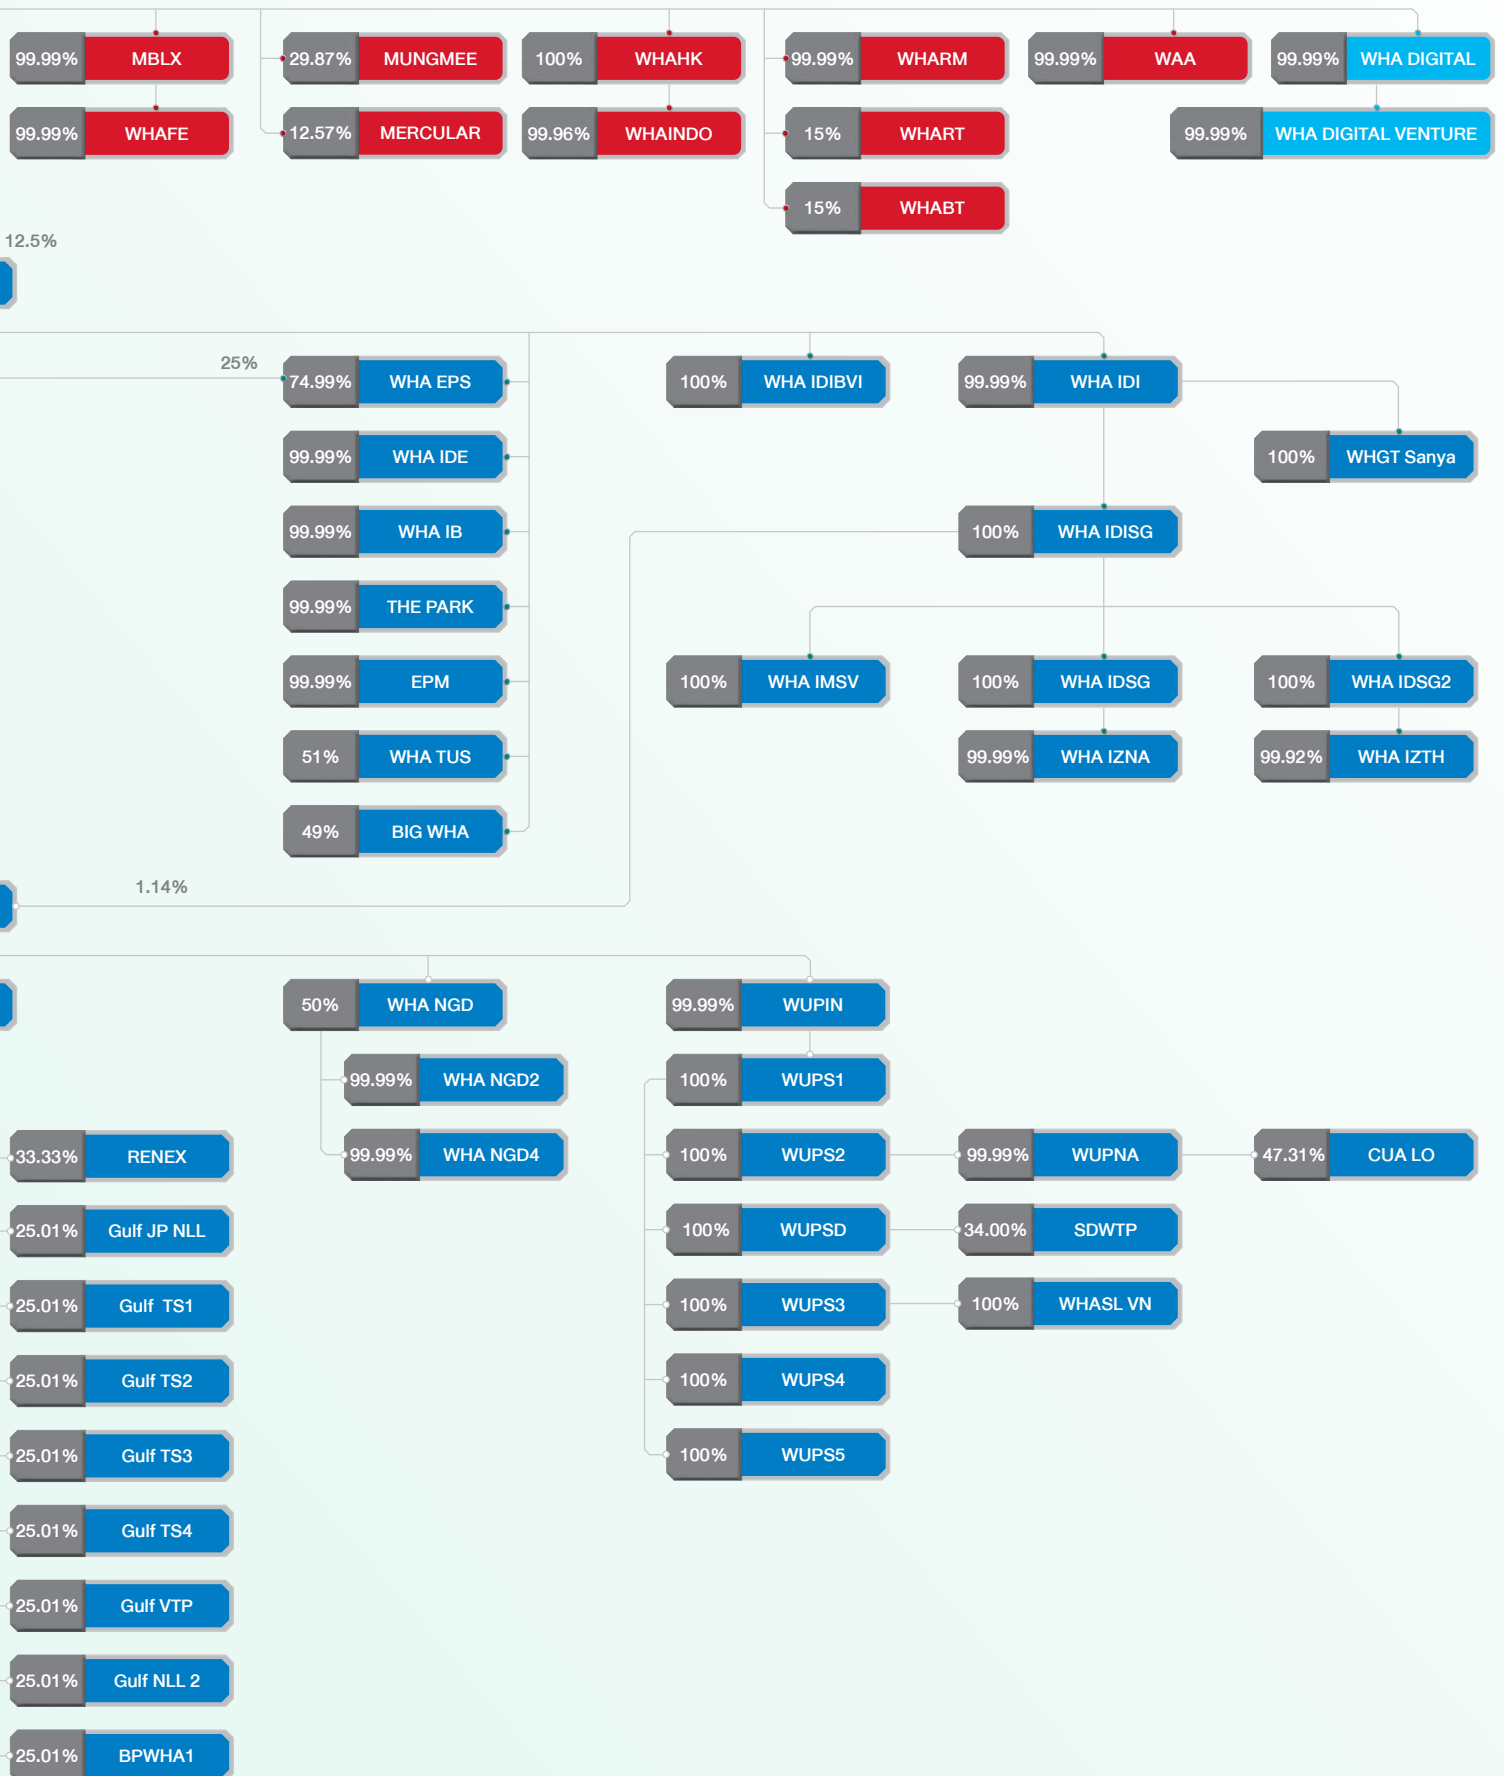 99.99% MBLX
29.87% MUNGMEE
100% WHAHK
99.99% WHARM
99.99% WAA
99.99% WHA DIGITAL
99.99% WHAFE
12.57% MERCULAR
99.96% WHAINDO
15% WHART
99.99% WHA DIGITAL VENTURE
15% WHABT
12.5%
25%
74.99% WHA EPS
100% WHA IDIBVI
99.99% WHA IDI
99.99% WHA IDE
100% WHGT Sanya
99.99% WHA IB
100% WHA IDISG
99.99% THE PARK
99.99% EPM
100% WHA IMSV
100% WHA IDSG
100% WHA IDSG2
51% WHA TUS
99.99% WHA IZNA
99.92% WHA IZTH
49% BIG WHA
1.14%
50% WHA NGD
99.99% WUPIN
99.99% WHA NGD2
100% WUPS1
33.33% RENEX
99.99% WHA NGD4
100% WUPS2
99.99% WUPNA
47.31% CUA LO
25.01% Gulf JP NLL
100% WUPSD
34.00% SDWTP
25.01% Gulf TS1
100% WUPS3
100% WHASL VN
25.01% Gulf TS2
100% WUPS4
25.01% Gulf TS3
100% WUPS5
25.01% Gulf TS4
25.01% Gulf VTP
25.01% Gulf NLL 2
25.01% BPWHA1